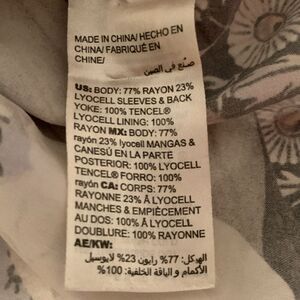 MADE IN CHINA/ HECHO EN
CHINA/ FABRIQUÉ EN
CHINE/
صنع في الصين
US: BODY: 77% RAYON 23%
LYOCELL SLEEVES & BACK
YOKE: 100% TENCEL®
LYOCELL LINING: 100%
RAYON MX: BODY: 77%
rayón 23% lyocell MANGAS &
CANESÚ EN LA PARTE
POSTERIOR: 100% LYOCELL
TENCEL® FORRO: 100%
rayón CA: CORPS: 77%
RAYONNE 23% Â LYOCELL
MANCHES & EMPIÈCEMENT
AU DOS: 100% Â LYOCELL
DOUBLURE: 100% RAYONNE
AE/KW:
الهيكل: 77% رايون 23% لايوسيل
الأكمام و الياقة الخلفية: 100%